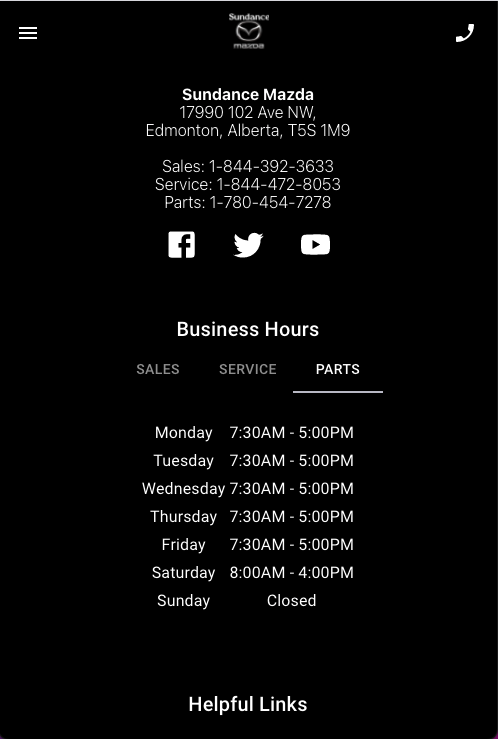 Sundance
mazda
Sundance Mazda
17990 102 Ave NW,
Edmonton, Alberta, T5S 1M9
Sales: 1-844-392-3633
Service: 1-844-472-8053
Parts: 1-780-454-7278
Business Hours
SALES SERVICE PARTS
Monday 7:30AM - 5:00PM
Tuesday 7:30AM - 5:00PM
Wednesday 7:30AM - 5:00PM
Thursday 7:30AM - 5:00PM
Friday 7:30AM - 5:00PM
Saturday 8:00AM - 4:00PM
Sunday Closed
Helpful Links